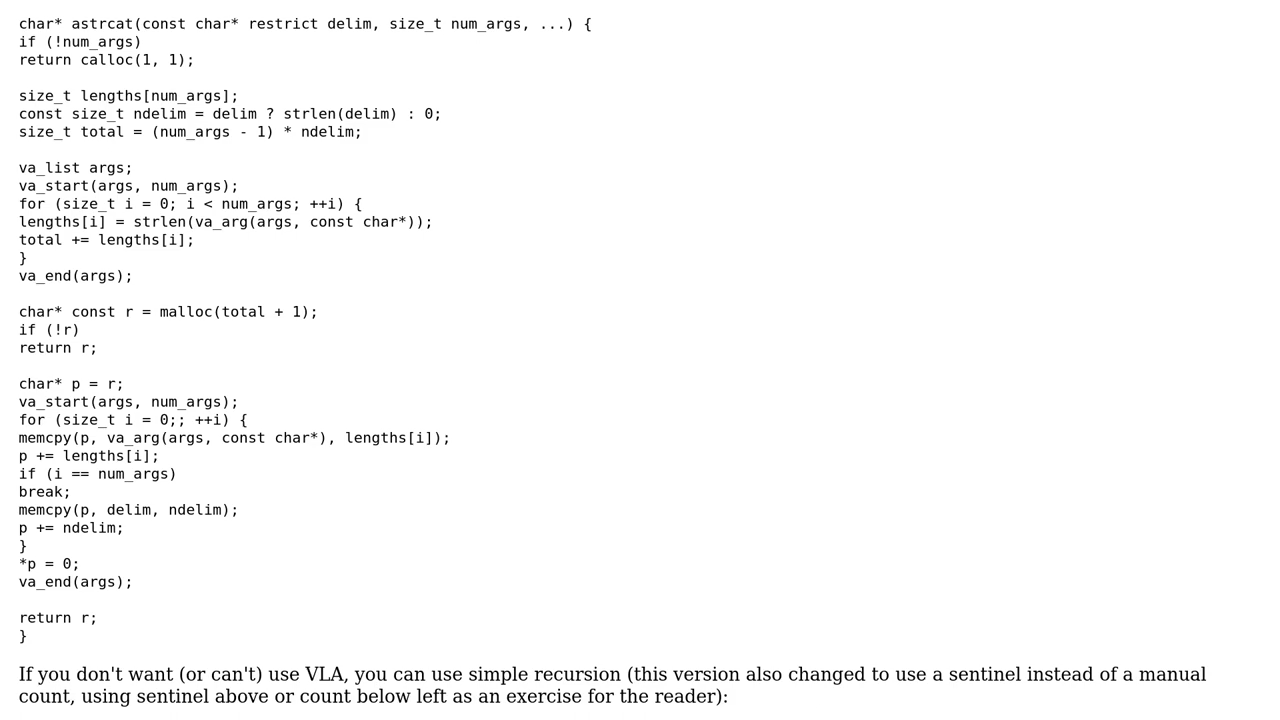 char* astrcat(const char* restrict delim, size_t num_args, ...) {
if (!num_args)
return calloc(1, 1);

size_t lengths[num_args];
const size_t ndelim = delim ? strlen(delim) : 0;
size_t total = (num_args - 1) * ndelim;

va_list args;
va_start(args, num_args);
for (size_t i = 0; i < num_args; ++i) {
lengths[i] = strlen(va_arg(args, const char*));
total += lengths[i];
}
va_end(args);

char* const r = malloc(total + 1);
if (!r)
return r;

char* p = r;
va_start(args, num_args);
for (size_t i = 0;; ++i) {
memcpy(p, va_arg(args, const char*), lengths[i]);
p += lengths[i];
if (i == num_args)
break;
memcpy(p, delim, ndelim);
p += ndelim;
}
*p = 0;
va_end(args);

return r;
}

If you don't want (or can't) use VLA, you can use simple recursion (this version also changed to use a sentinel instead of a manual
count, using sentinel above or count below left as an exercise for the reader):